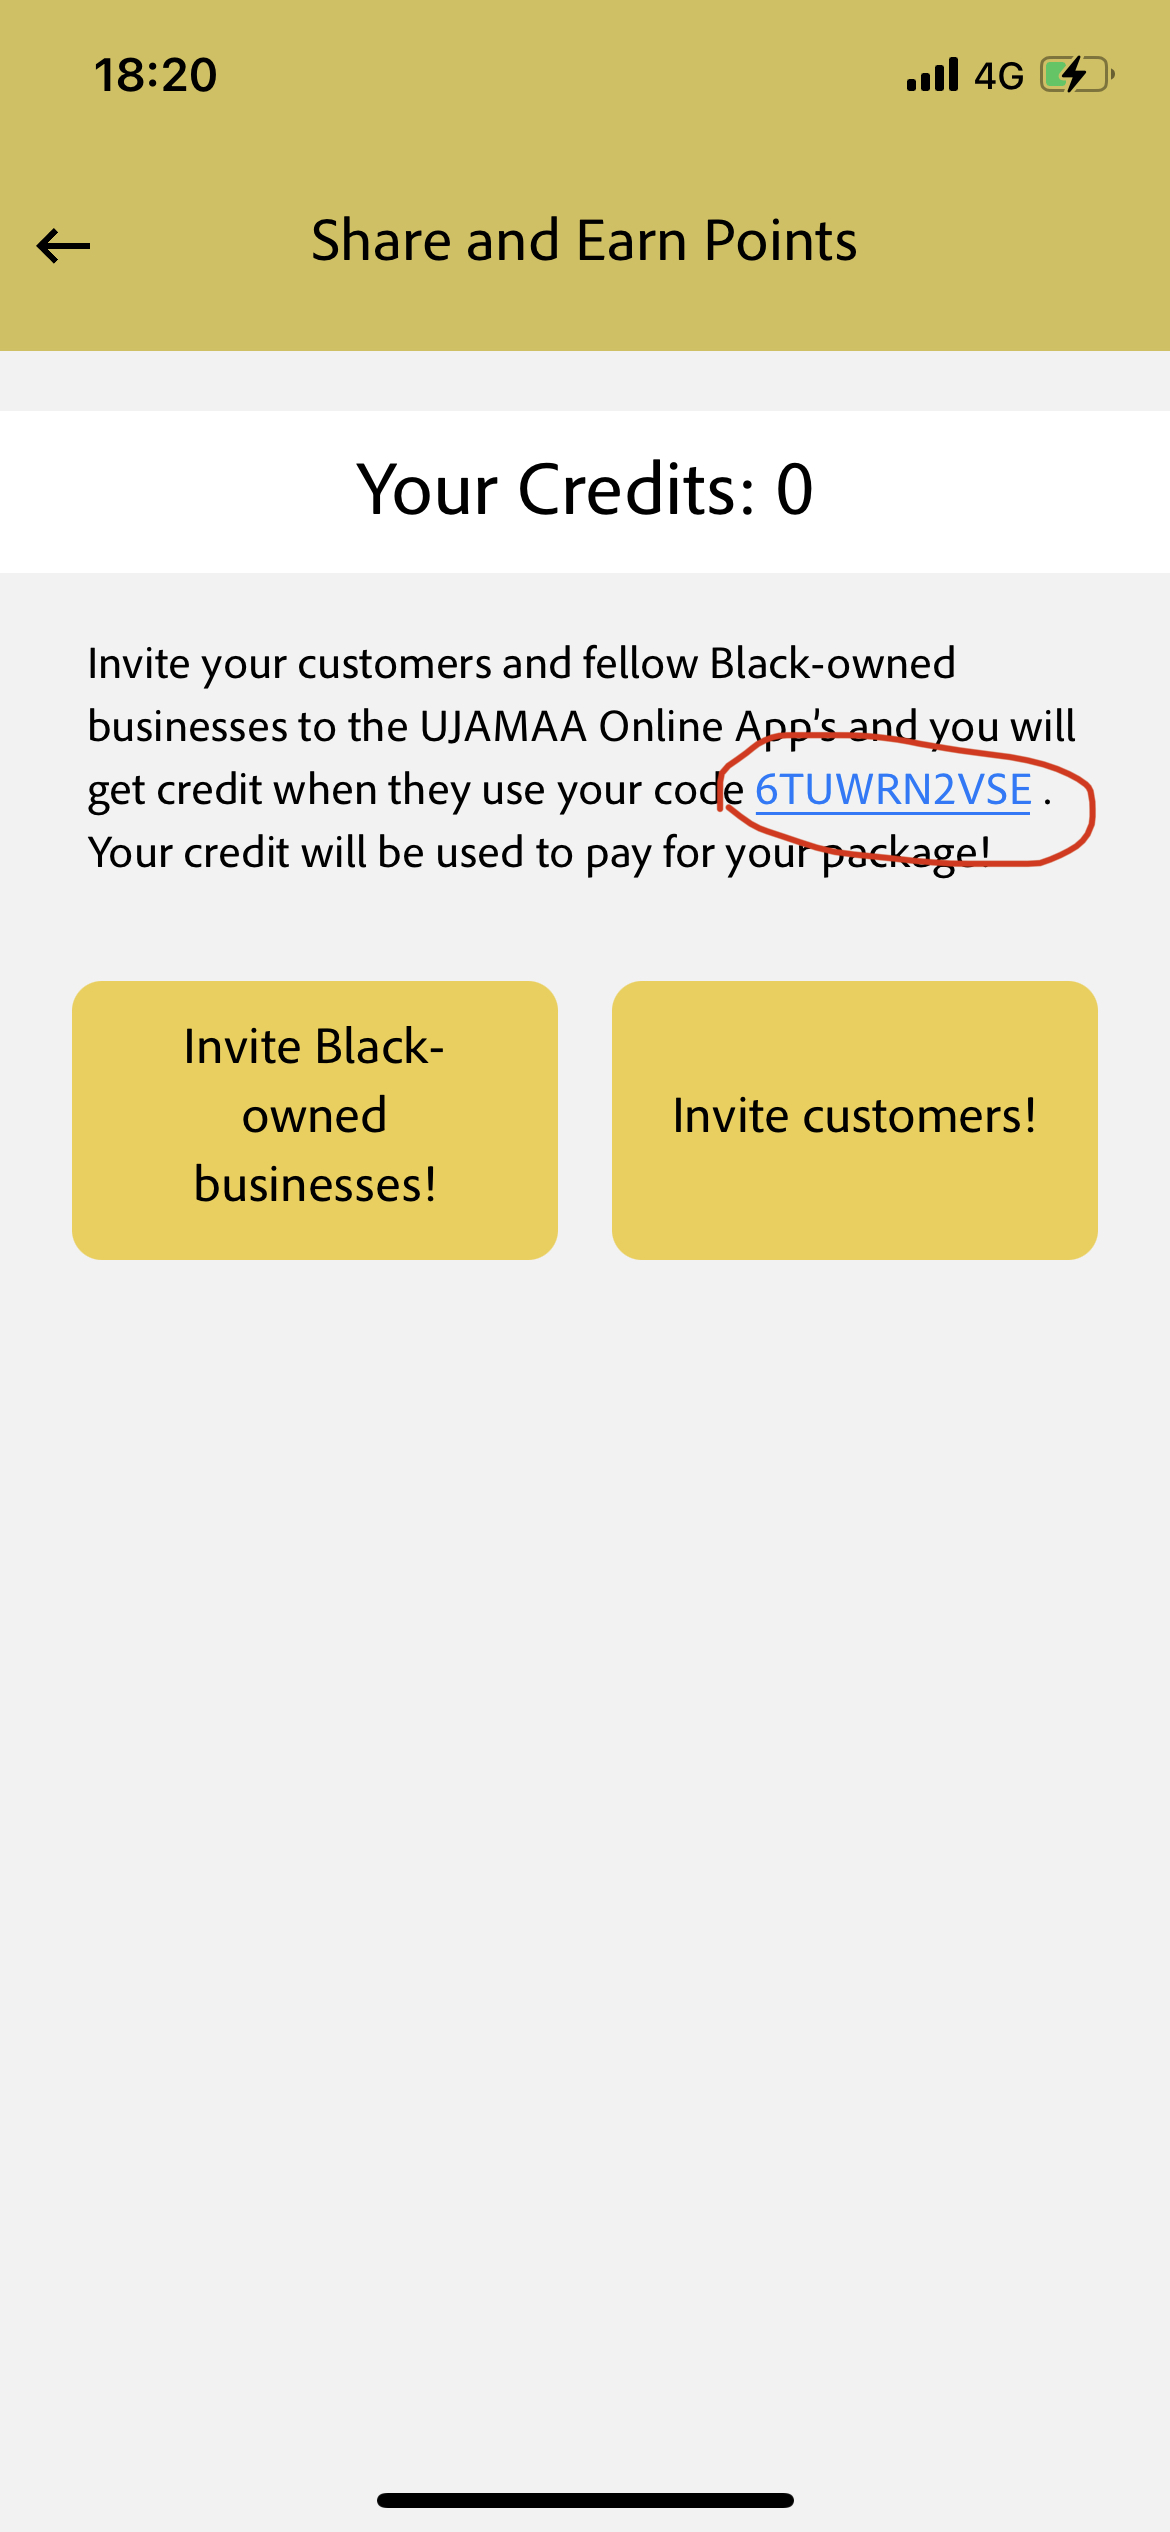 18:20
4G
Share and Earn Points
Your Credits: 0
Invite your customers and fellow Black-owned
businesses to the UJAMAA Online App's and you will
get credit when they use your code 6TUWRN2VSE .
Your credit will be used to pay for your package!
Invite Black-
owned
businesses!
Invite customers!